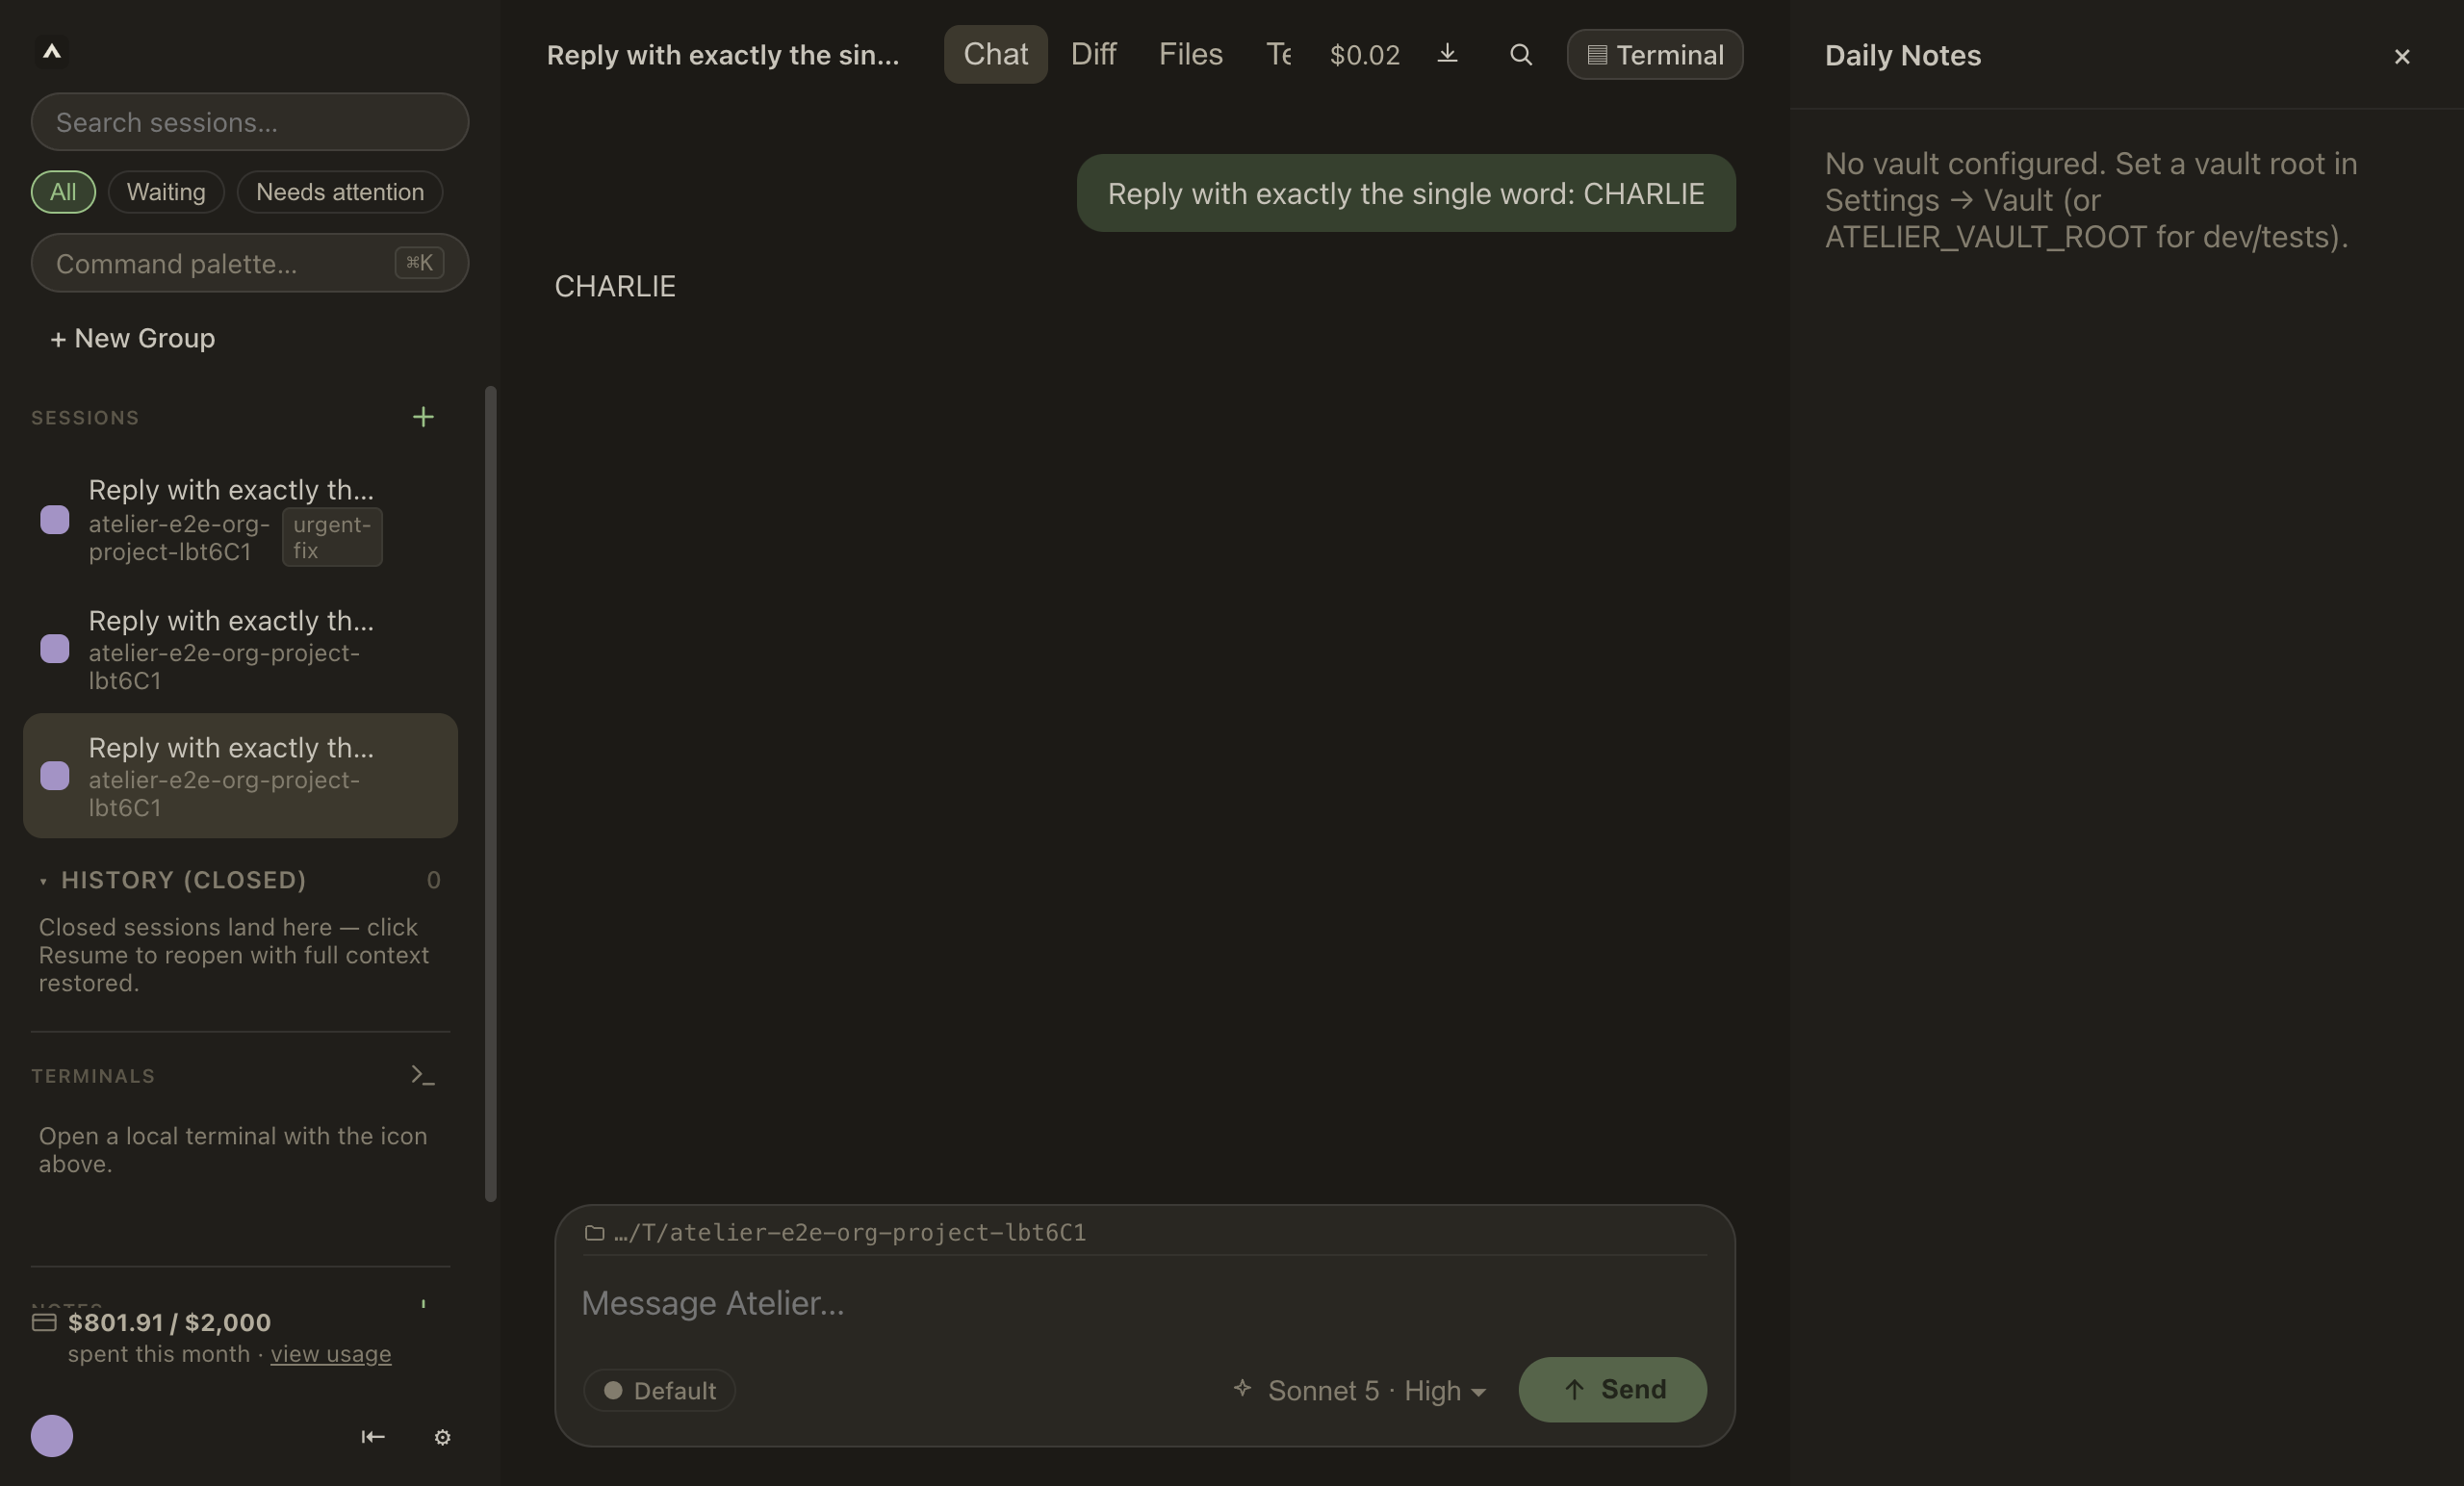 Search sessions...
All
Waiting
Needs attention
Command palette...
⌘K
+ New Group
SESSIONS
Reply with exactly th...
atelier-e2e-org-
project-lbt6C1
urgent-
fix
Reply with exactly th...
atelier-e2e-org-project-
lbt6C1
Reply with exactly th...
atelier-e2e-org-project-
lbt6C1
HISTORY (CLOSED)
0
Closed sessions land here — click
Resume to reopen with full context
restored.
TERMINALS
Open a local terminal with the icon
above.
$801.91 / $2,000
spent this month · view usage
Reply with exactly the sin...
Chat
Diff
Files
$0.02
Terminal
Reply with exactly the single word: CHARLIE
CHARLIE
…/T/atelier-e2e-org-project-lbt6C1
Message Atelier...
Default
Sonnet 5 · High
Send
Daily Notes
No vault configured. Set a vault root in
Settings → Vault (or
ATELIER_VAULT_ROOT for dev/tests).